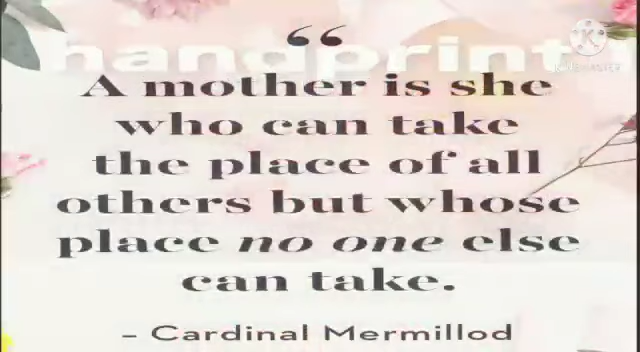 handprint
“
A mother is she
who can take
the place of all
others but whose
place no one else
can take.
– Cardinal Mermillod
KINEMASTER